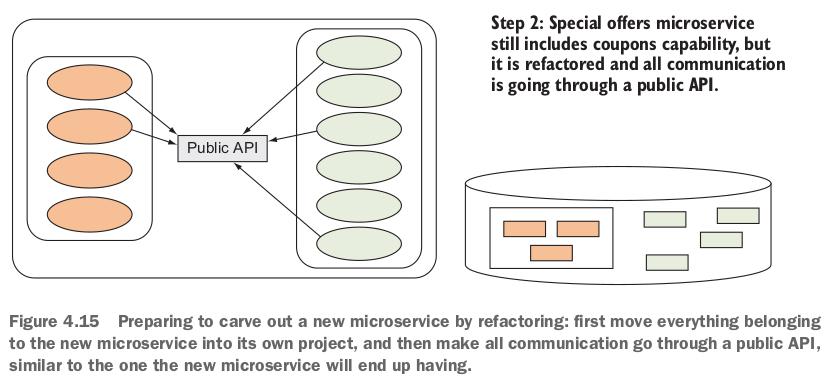 Step 2: Special offers microservice
still includes coupons capability, but
it is refactored and all communication
is going through a public API.
Public API
Figure 4.15 Preparing to carve out a new microservice by refactoring: first move everything belonging
to the new microservice into its own project, and then make all communication go through a public API,
similar to the one the new microservice will end up having.